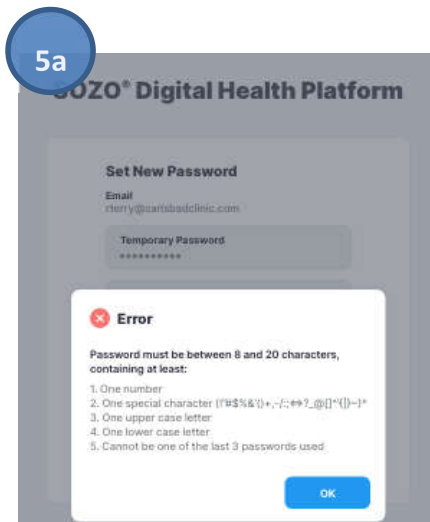 5a
SOZO® Digital Health Platform
Set New Password
Email
rterry@carlsbadclinic.com
Temporary Password
**********
Error
Password must be between 8 and 20 characters,
containing at least:
1. One number
2. One special character
3. One upper case letter
4. One lower case letter
5. Cannot be one of the last 3 passwords used
OK